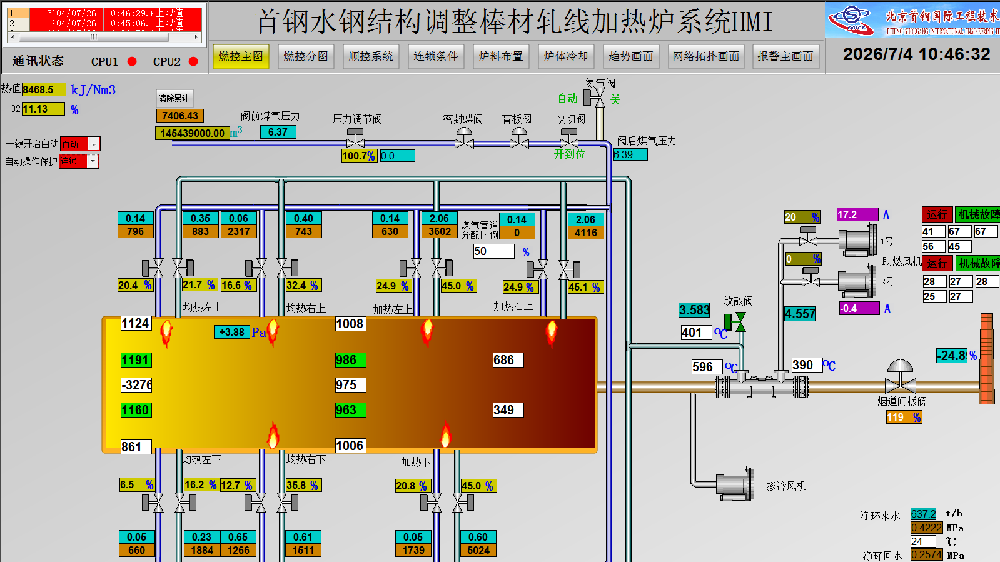 1 1115 04/07/26 10:46:29. 上限值
2 1111 04/07/26 10:45:06. 上限值
通讯状态 CPU1 CPU2
首钢水钢结构调整棒材轧线加热炉系统HMI
北京首钢国际工程技术
BEIJING SHOUGANG INTERNATIONAL ENGINEERING TE
BSIET
燃控主图 燃控分图 顺控系统 连锁条件 炉料布置 炉体冷却 趋势画面 网络拓扑画面 报警主画面
2026/7/4 10:46:32
热值 8468.5 kJ/Nm3
O2 11.13 %
一键开启自动 自动
自动操作保护 连锁
清除累计
7406.43
145439000.00 m³
阀前煤气压力
6.37
压力调节阀
100.7% 0.0
密封蝶阀
盲板阀
快切阀
开到位
氮气阀
自动 关
阀后煤气压力
6.39
0.14 0.35 0.06 0.40 0.14 2.06 0.14 2.06
796 883 2317 743 630 3602 0 4116
煤气管道
分配比例
50 %
20.4 % 21.7 % 16.6 % 32.4 % 24.9 % 45.0 % 24.9 % 45.1 %
均热左上 均热右上 加热左上 加热右上
1124 +3.88 Pa 1008
1191 986 686
-3276 975
1160 963 349
861 1006
均热左下 均热右下 加热下
6.5 % 16.2 % 12.7 % 35.8 % 20.8 % 45.0 %
0.05 0.23 0.65 0.61 0.05 0.60
660 1884 1266 1511 1739 5024
20 % 17.2 A
1号
0 %
助燃风机
2号
-0.4 A
运行 机械故障
41 67 67
56 45
运行 机械故障
28 27 28
25 27
放散阀
3.583
401 ℃
4.557
596 ℃
390 ℃
-24.8 %
烟道闸板阀
119 %
掺冷风机
净环来水 637.2 t/h
0.4222 MPa
24 ℃
净环回水 0.2574 MPa